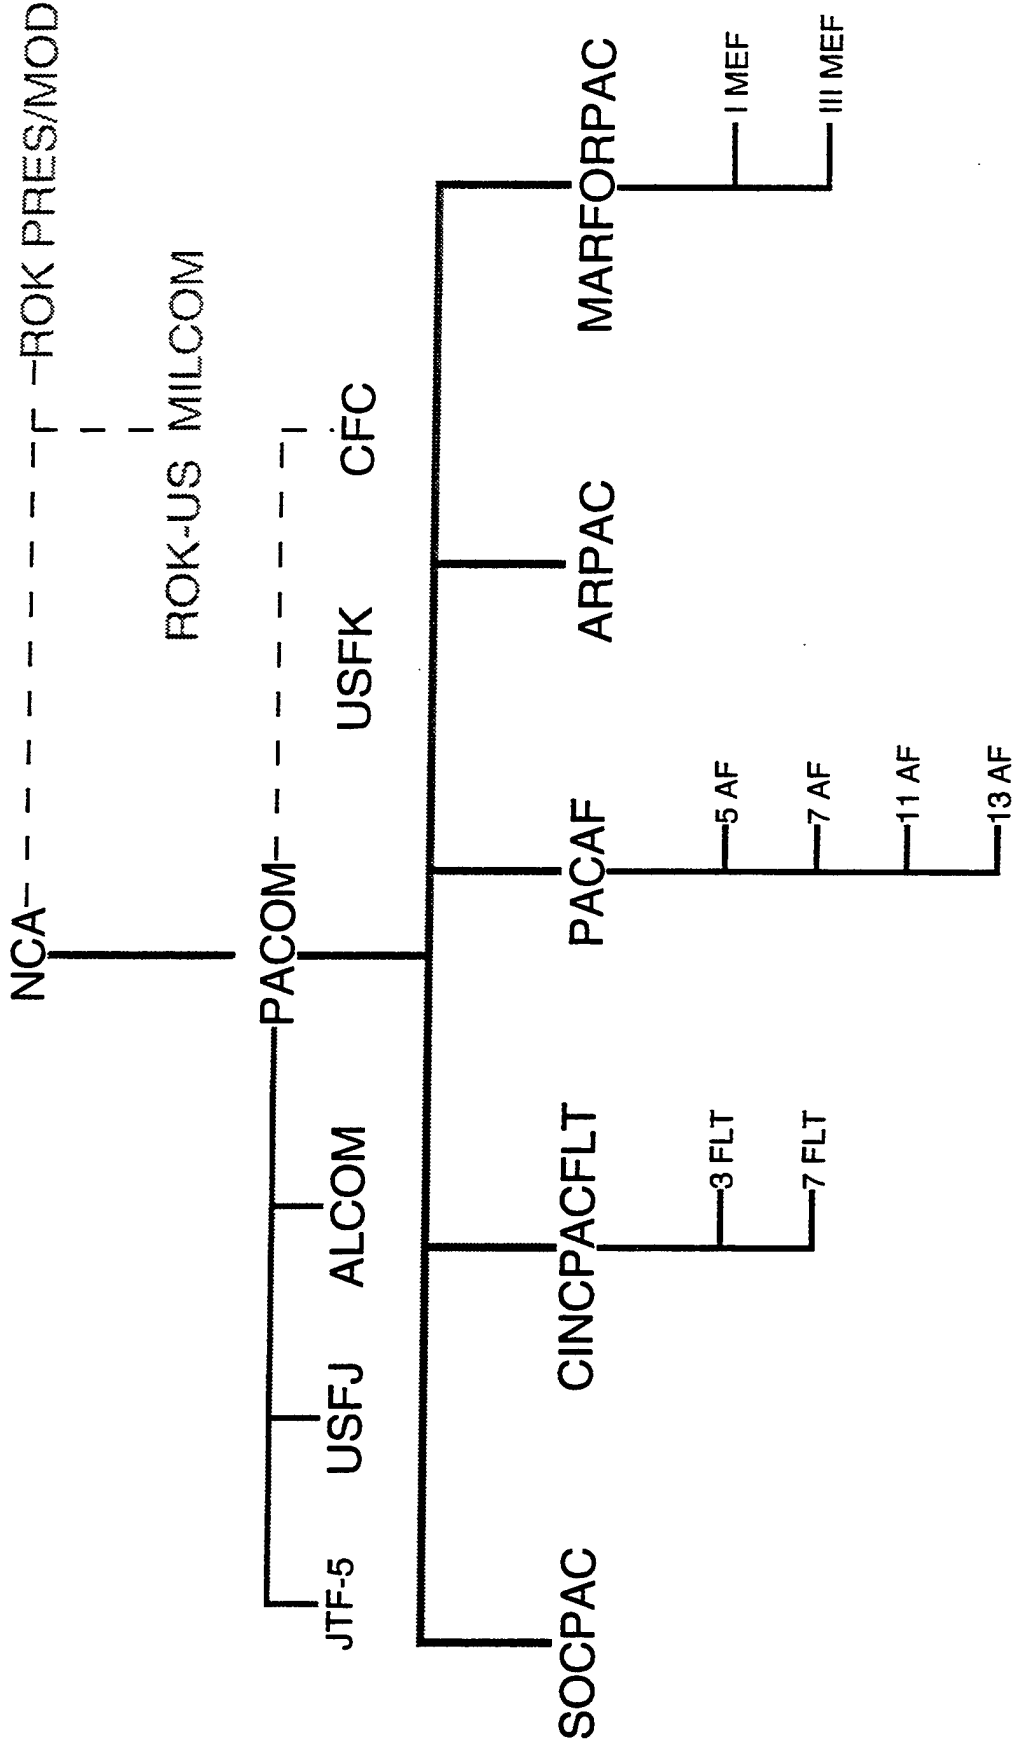 NCA
ROK PRES/MOD
ROK-US MILCOM
PACOM
JTF-5
USFJ
ALCOM
USFK
CFC
SOCPAC
CINCPACFLT
3 FLT
7 FLT
PACAF
5 AF
7 AF
11 AF
13 AF
ARPAC
MARFORPAC
I MEF
III MEF